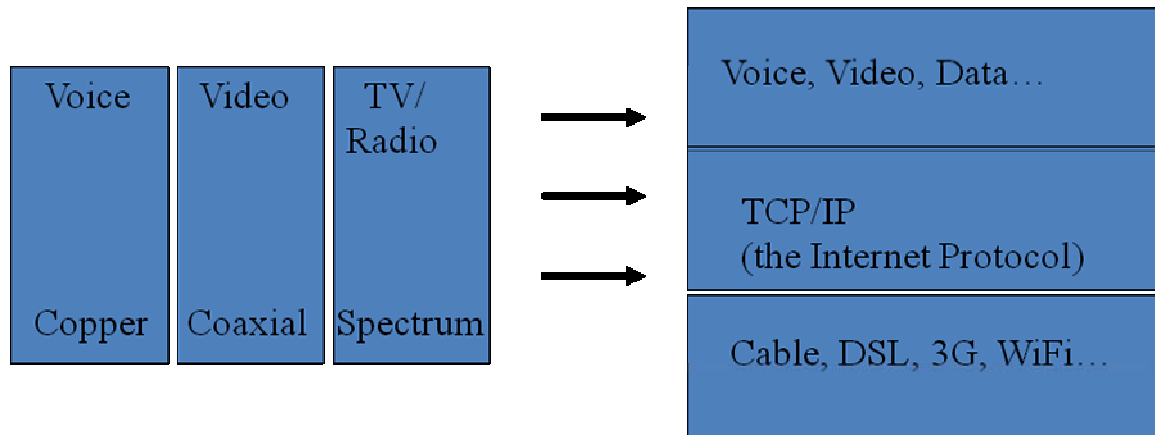 Voice
Copper
Video
Coaxial
TV/
Radio
Spectrum
Voice, Video, Data…
TCP/IP
(the Internet Protocol)
Cable, DSL, 3G, WiFi…